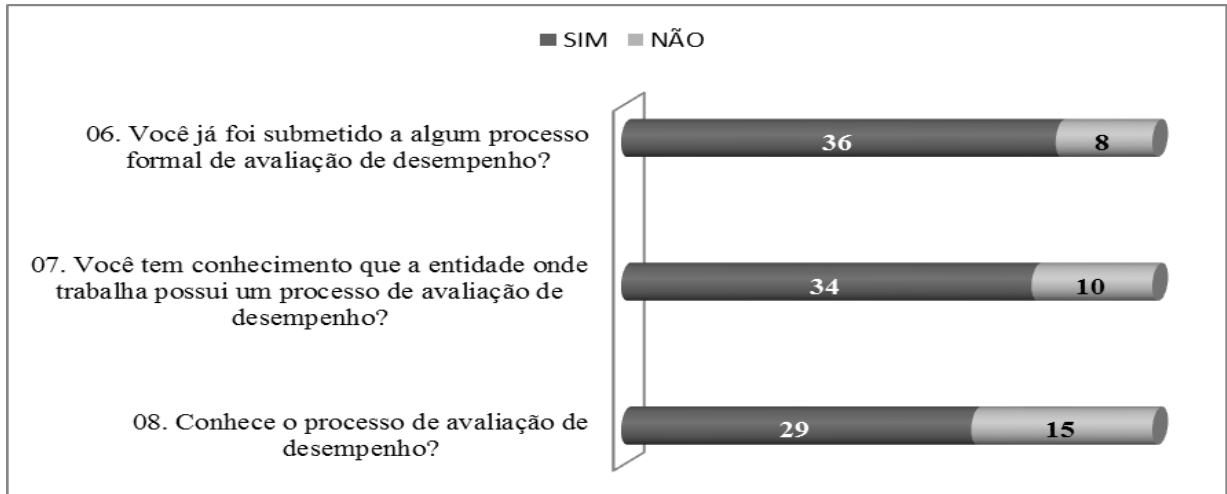 SIM NÃO
06. Você já foi submetido a algum processo
formal de avaliação de desempenho?
36 8
07. Você tem conhecimento que a entidade onde
trabalha possui um processo de avaliação de
desempenho?
34 10
08. Conhece o processo de avaliação de
desempenho?
29 15